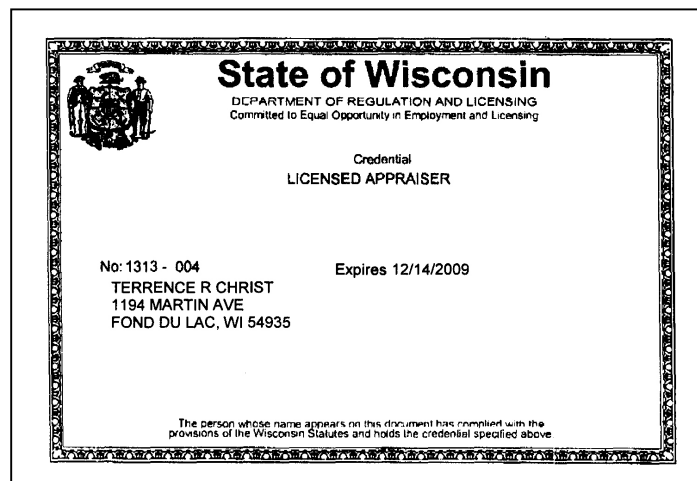 State of Wisconsin
DEPARTMENT OF REGULATION AND LICENSING
Committed to Equal Opportunity in Employment and Licensing
Credential
LICENSED APPRAISER
No: 1313 - 004 Expires 12/14/2009
TERRENCE R CHRIST
1194 MARTIN AVE
FOND DU LAC, WI 54935
The person whose name appears on this document has complied with the
provisions of the Wisconsin Statutes and holds the credential specified above